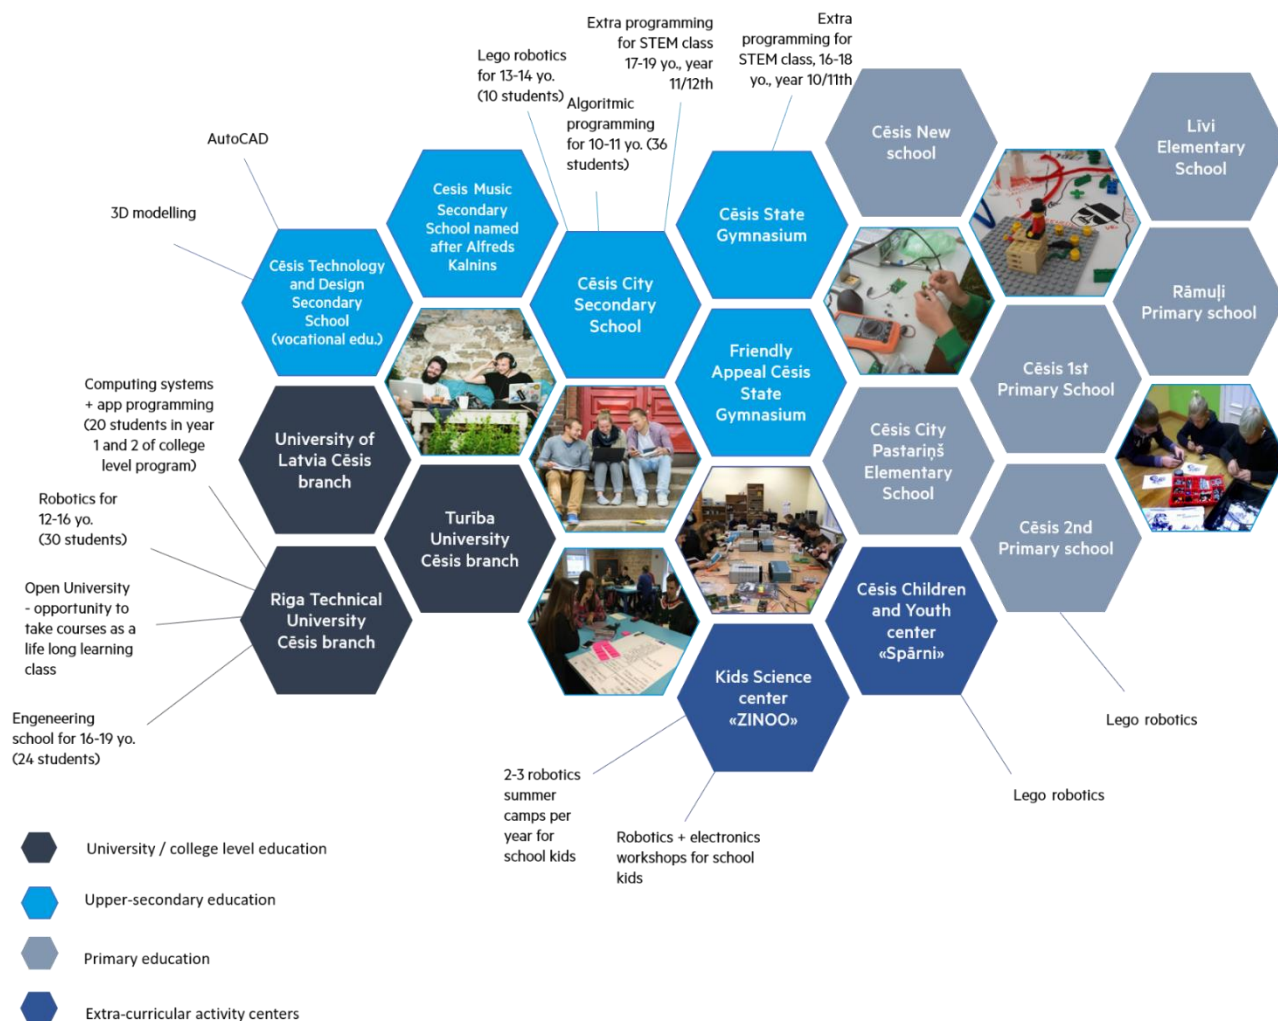 Extra programming
for STEM class
17-19 yo., year
11/12th
Extra
programming for
STEM class, 16-18
yo., year 10/11th
Lego robotics
for 13-14 yo.
(10 students)
Algoritmic
programming
for 10-11 yo. (36
students)
AutoCAD
3D modelling
Cēsis New
school
Līvi
Elementary
School
Cesis Music
Secondary
School named
after Alfreds
Kalnins
Cēsis State
Gymnasium
Cēsis Technology
and Design
Secondary
School
(vocational edu.)
Cēsis City
Secondary
School
Rāmuļi
Primary school
Friendly
Appeal Cēsis
State
Gymnasium
Cēsis 1st
Primary School
Computing systems
+ app programming
(20 students in year
1 and 2 of college
level program)
University of
Latvia Cēsis
branch
Cēsis City
Pastariņš
Elementary
School
Robotics for
12-16 yo.
(30 students)
Turība
University
Cēsis branch
Cēsis 2nd
Primary school
Open University
- opportunity to
take courses as a
life long learning
class
Riga Technical
University
Cēsis branch
Cēsis Children
and Youth
center
«Spārni»
Kids Science
center
«ZINOO»
Engeneering
school for 16-19 yo.
(24 students)
Lego robotics
Lego robotics
2-3 robotics
summer
camps per
year for
school kids
Robotics + electronics
workshops for school
kids
University / college level education
Upper-secondary education
Primary education
Extra-curricular activity centers